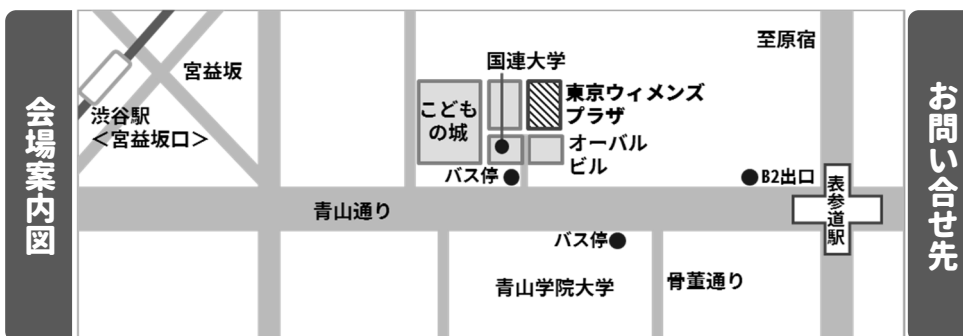 会場案内図
宮益坂
渋谷駅
＜宮益坂口＞
国連大学
こども
の城
東京ウィメンズ
プラザ
オーバル
ビル
至原宿
バス停
B2出口
表参道駅
青山通り
バス停
青山学院大学
骨董通り
お問い合せ先